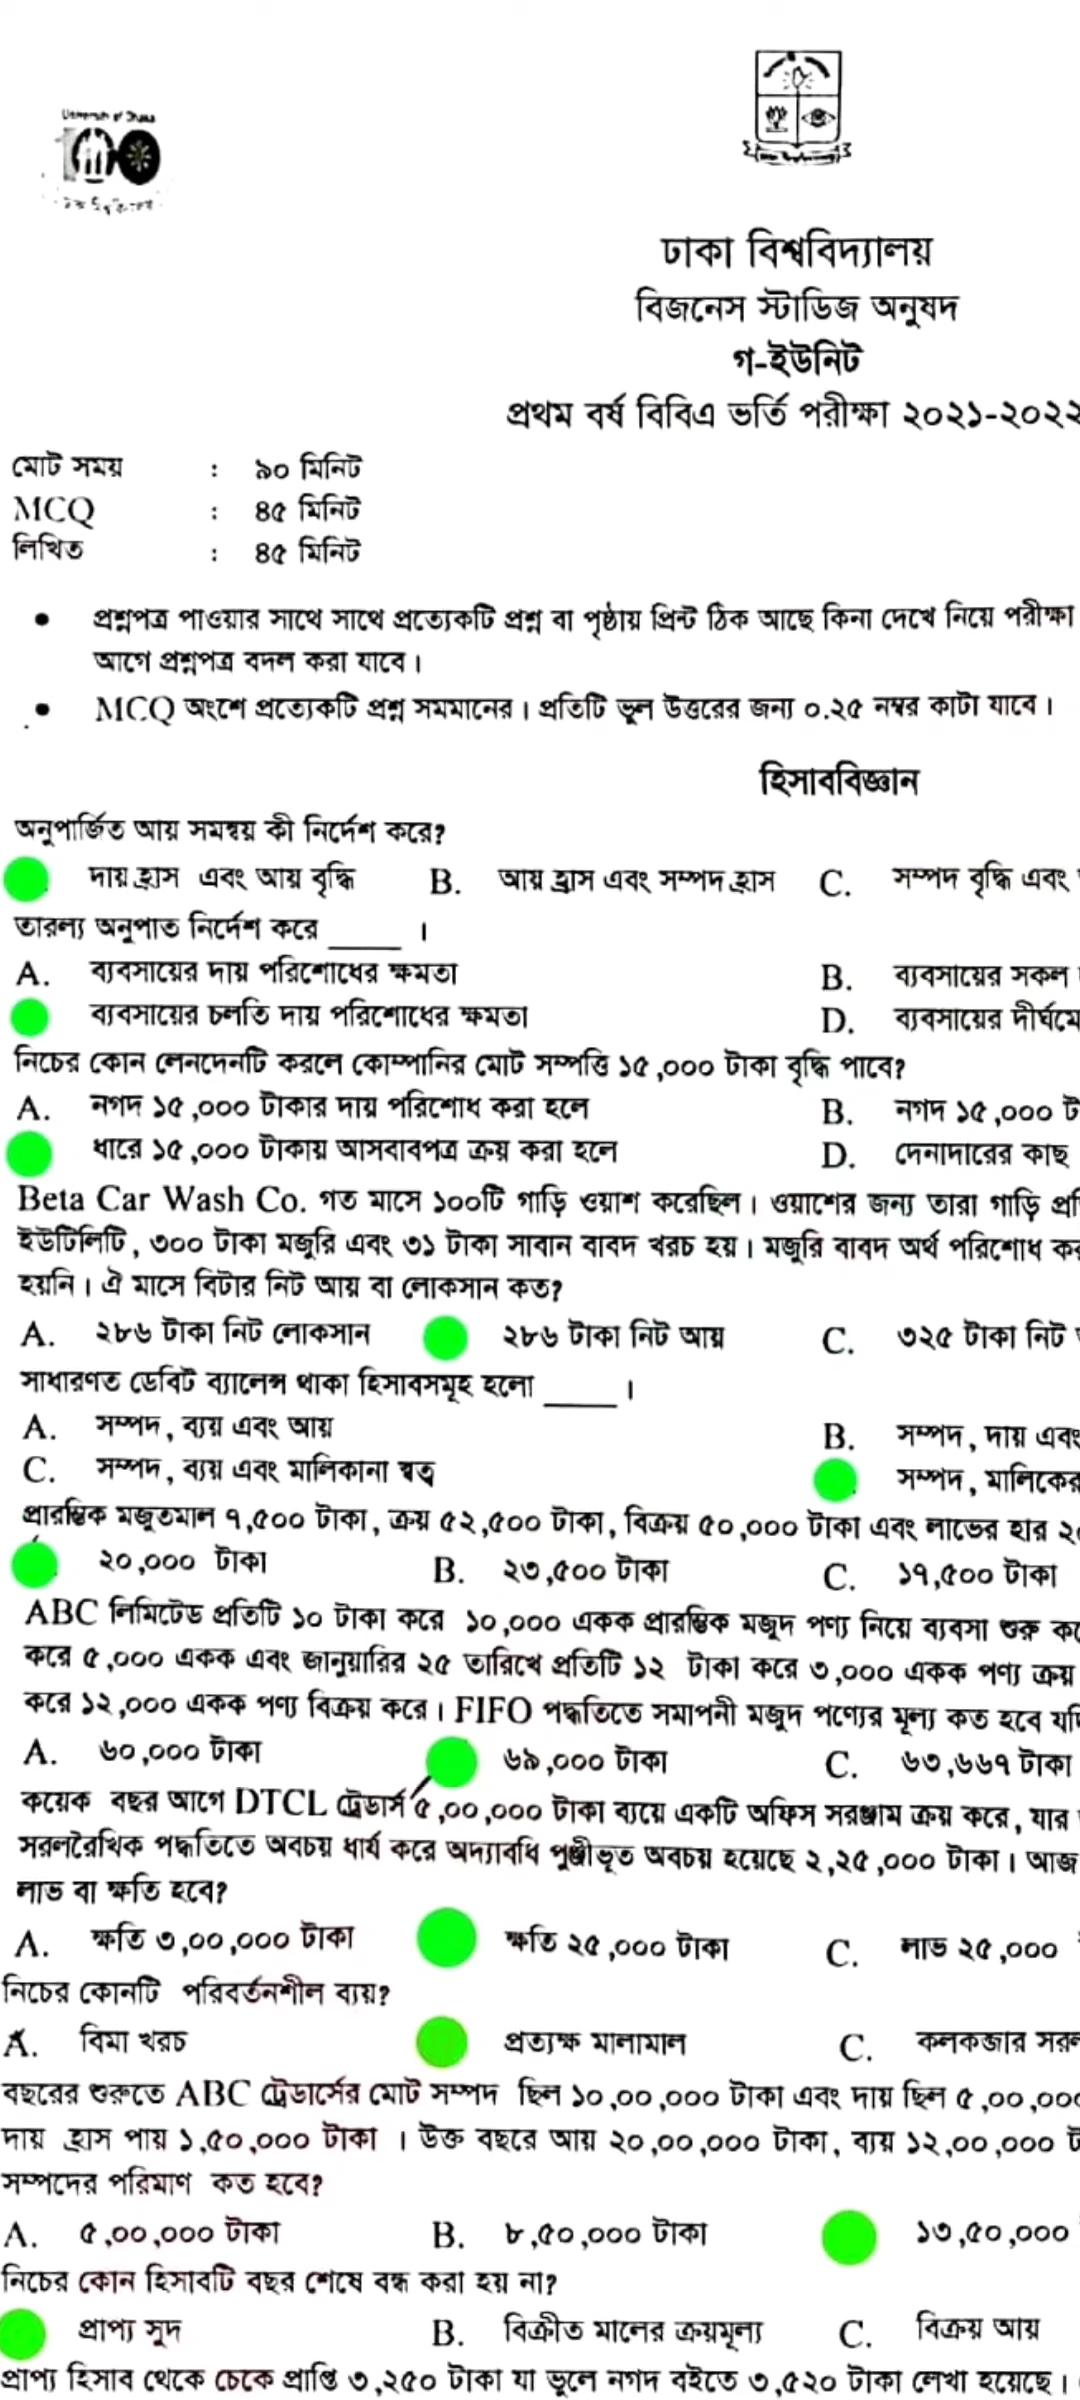 University of Dhaka
100
ঢাকা বিশ্ববিদ্যালয়
বিজনেস স্টাডিজ অনুষদ
গ-ইউনিট
প্রথম বর্ষ বিবিএ ভর্তি পরীক্ষা ২০২১-২০২২
মোট সময় : ৯০ মিনিট
MCQ : ৪৫ মিনিট
লিখিত : ৪৫ মিনিট
• প্রশ্নপত্র পাওয়ার সাথে সাথে প্রত্যেকটি প্রশ্ন বা পৃষ্ঠায় প্রিন্ট ঠিক আছে কিনা দেখে নিয়ে পরীক্ষা
আগে প্রশ্নপত্র বদল করা যাবে।
• MCQ অংশে প্রত্যেকটি প্রশ্ন সমমানের। প্রতিটি ভুল উত্তরের জন্য ০.২৫ নম্বর কাটা যাবে।
হিসাববিজ্ঞান
অনুপার্জিত আয় সমন্বয় কী নির্দেশ করে?
দায় হ্রাস এবং আয় বৃদ্ধি B. আয় হ্রাস এবং সম্পদ হ্রাস C. সম্পদ বৃদ্ধি এবং
তারল্য অনুপাত নির্দেশ করে _____ ।
A. ব্যবসায়ের দায় পরিশোধের ক্ষমতা B. ব্যবসায়ের সকল
ব্যবসায়ের চলতি দায় পরিশোধের ক্ষমতা D. ব্যবসায়ের দীর্ঘমে
নিচের কোন লেনদেনটি করলে কোম্পানির মোট সম্পত্তি ১৫,০০০ টাকা বৃদ্ধি পাবে?
A. নগদ ১৫,০০০ টাকার দায় পরিশোধ করা হলে B. নগদ ১৫,০০০ ট
ধারে ১৫,০০০ টাকায় আসবাবপত্র ক্রয় করা হলে D. দেনাদারের কাছ
Beta Car Wash Co. গত মাসে ১০০টি গাড়ি ওয়াশ করেছিল। ওয়াশের জন্য তারা গাড়ি প্রতি
ইউটিলিটি, ৩০০ টাকা মজুরি এবং ৩১ টাকা সাবান বাবদ খরচ হয়। মজুরি বাবদ অর্থ পরিশোধ কর
হয়নি। ঐ মাসে বিটার নিট আয় বা লোকসান কত?
A. ২৮৬ টাকা নিট লোকসান ২৮৬ টাকা নিট আয় C. ৩২৫ টাকা নিট
সাধারণত ডেবিট ব্যালেন্স থাকা হিসাবসমূহ হলো _____ ।
A. সম্পদ, ব্যয় এবং আয় B. সম্পদ, দায় এবং
C. সম্পদ, ব্যয় এবং মালিকানা স্বত্ব সম্পদ, মালিকের
প্রারম্ভিক মজুতমাল ৭,৫০০ টাকা, ক্রয় ৫২,৫০০ টাকা, বিক্রয় ৫০,০০০ টাকা এবং লাভের হার ২
২০,০০০ টাকা B. ২৩,৫০০ টাকা C. ১৭,৫০০ টাকা
ABC লিমিটেড প্রতিটি ১০ টাকা করে ১০,০০০ একক প্রারম্ভিক মজুদ পণ্য নিয়ে ব্যবসা শুরু ক
করে ৫,০০০ একক এবং জানুয়ারির ২৫ তারিখে প্রতিটি ১২ টাকা করে ৩,০০০ একক পণ্য ক্রয়
করে ১২,০০০ একক পণ্য বিক্রয় করে। FIFO পদ্ধতিতে সমাপনী মজুদ পণ্যের মূল্য কত হবে যদি
A. ৬০,০০০ টাকা ৬৯,০০০ টাকা C. ৬৩,৬৬৭ টাকা
কয়েক বছর আগে DTCL ট্রেডার্স ৫,০০,০০০ টাকা ব্যয়ে একটি অফিস সরঞ্জাম ক্রয় করে, যার
সরলরৈখিক পদ্ধতিতে অবচয় ধার্য করে অদ্যাবধি পুঞ্জীভূত অবচয় হয়েছে ২,২৫,০০০ টাকা। আজ
লাভ বা ক্ষতি হবে?
A. ক্ষতি ৩,০০,০০০ টাকা ক্ষতি ২৫,০০০ টাকা C. লাভ ২৫,০০০
নিচের কোনটি পরিবর্তনশীল ব্যয়?
A. বিমা খরচ প্রত্যক্ষ মালামাল C. কলকব্জার সরল
বছরের শুরুতে ABC ট্রেডার্সের মোট সম্পদ ছিল ১০,০০,০০০ টাকা এবং দায় ছিল ৫,০০,০০০
দায় হ্রাস পায় ১,৫০,০০০ টাকা । উক্ত বছরে আয় ২০,০০,০০০ টাকা, ব্যয় ১২,০০,০০০ ট
সম্পদের পরিমাণ কত হবে?
A. ৫,০০,০০০ টাকা B. ৮,৫০,০০০ টাকা ১৩,৫০,০০০
নিচের কোন হিসাবটি বছর শেষে বন্ধ করা হয় না?
প্রাপ্য সুদ B. বিক্রীত মালের ক্রয়মূল্য C. বিক্রয় আয়
প্রাপ্য হিসাব থেকে চেকে প্রাপ্তি ৩,২৫০ টাকা যা ভুলে নগদ বইতে ৩,৫২০ টাকা লেখা হয়েছে।